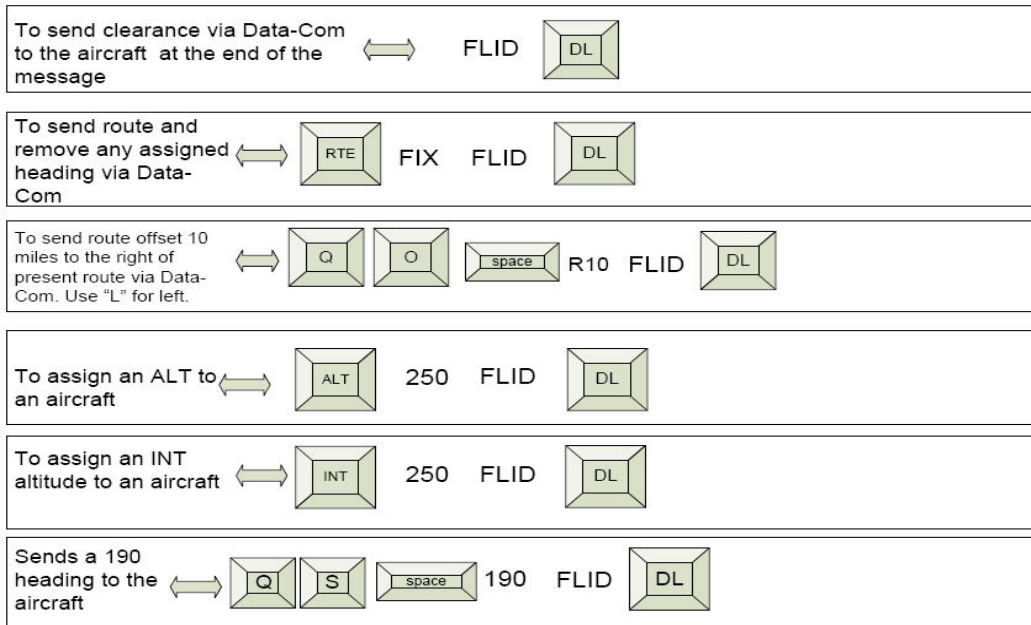 To send clearance via Data-Com
to the aircraft at the end of the
message
FLID DL
To send route and
remove any assigned
heading via Data-
Com
RTE FIX FLID DL
To send route offset 10
miles to the right of
present route via Data-
Com. Use "L" for left.
Q O space R10 FLID DL
To assign an ALT to
an aircraft
ALT 250 FLID DL
To assign an INT
altitude to an aircraft
INT 250 FLID DL
Sends a 190
heading to the
aircraft
Q S space 190 FLID DL